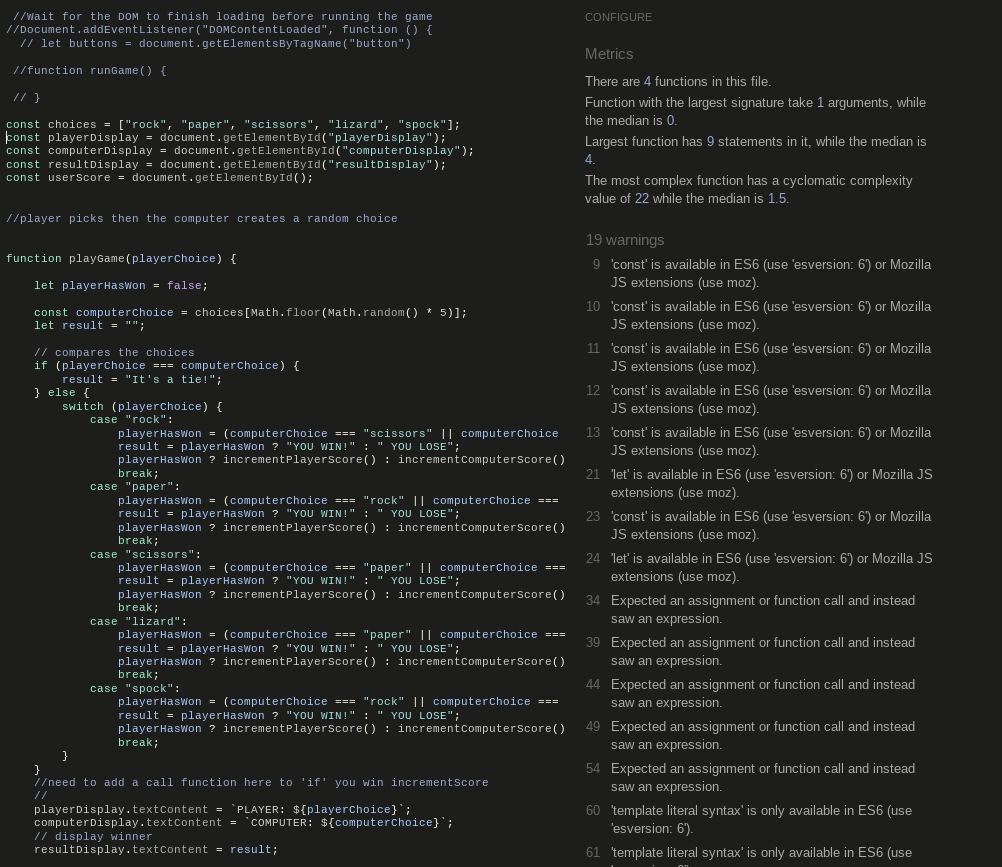 //Wait for the DOM to finish loading before running the game
//Document.addEventListener("DOMContentLoaded", function () {
// let buttons = document.getElementsByTagName("button")
//function runGame() {
// }
const choices = ["rock", "paper", "scissors", "lizard", "spock"];
const playerDisplay = document.getElementById("playerDisplay");
const computerDisplay = document.getElementById("computerDisplay");
const resultDisplay = document.getElementById("resultDisplay");
const userScore = document.getElementById();
//player picks then the computer creates a random choice
function playGame(playerChoice) {
let playerHasWon = false;
const computerChoice = choices[Math.floor(Math.random() * 5)];
let result = "";
// compares the choices
if (playerChoice === computerChoice) {
result = "It's a tie!";
} else {
switch (playerChoice) {
case "rock":
playerHasWon = (computerChoice === "scissors" || computerChoice
result = playerHasWon ? "YOU WIN!" : " YOU LOSE";
playerHasWon ? incrementPlayerScore() : incrementComputerScore()
break;
case "paper":
playerHasWon = (computerChoice === "rock" || computerChoice ===
result = playerHasWon ? "YOU WIN!" : " YOU LOSE";
playerHasWon ? incrementPlayerScore() : incrementComputerScore()
break;
case "scissors":
playerHasWon = (computerChoice === "paper" || computerChoice ===
result = playerHasWon ? "YOU WIN!" : " YOU LOSE";
playerHasWon ? incrementPlayerScore() : incrementComputerScore()
break;
case "lizard":
playerHasWon = (computerChoice === "paper" || computerChoice ===
result = playerHasWon ? "YOU WIN!" : " YOU LOSE";
playerHasWon ? incrementPlayerScore() : incrementComputerScore()
break;
case "spock":
playerHasWon = (computerChoice === "rock" || computerChoice ===
result = playerHasWon ? "YOU WIN!" : " YOU LOSE";
playerHasWon ? incrementPlayerScore() : incrementComputerScore()
break;
}
}
//need to add a call function here to 'if' you win incrementScore
//
playerDisplay.textContent = `PLAYER: ${playerChoice}`;
computerDisplay.textContent = `COMPUTER: ${computerChoice}`;
// display winner
resultDisplay.textContent = result;
CONFIGURE
Metrics
There are 4 functions in this file.
Function with the largest signature take 1 arguments, while
the median is 0.
Largest function has 9 statements in it, while the median is
4.
The most complex function has a cyclomatic complexity
value of 22 while the median is 1.5.
19 warnings
9 'const' is available in ES6 (use 'esversion: 6') or Mozilla
JS extensions (use moz).
10 'const' is available in ES6 (use 'esversion: 6') or Mozilla
JS extensions (use moz).
11 'const' is available in ES6 (use 'esversion: 6') or Mozilla
JS extensions (use moz).
12 'const' is available in ES6 (use 'esversion: 6') or Mozilla
JS extensions (use moz).
13 'const' is available in ES6 (use 'esversion: 6') or Mozilla
JS extensions (use moz).
21 'let' is available in ES6 (use 'esversion: 6') or Mozilla JS
extensions (use moz).
23 'const' is available in ES6 (use 'esversion: 6') or Mozilla
JS extensions (use moz).
24 'let' is available in ES6 (use 'esversion: 6') or Mozilla JS
extensions (use moz).
34 Expected an assignment or function call and instead
saw an expression.
39 Expected an assignment or function call and instead
saw an expression.
44 Expected an assignment or function call and instead
saw an expression.
49 Expected an assignment or function call and instead
saw an expression.
54 Expected an assignment or function call and instead
saw an expression.
60 'template literal syntax' is only available in ES6 (use
'esversion: 6').
61 'template literal syntax' is only available in ES6 (use